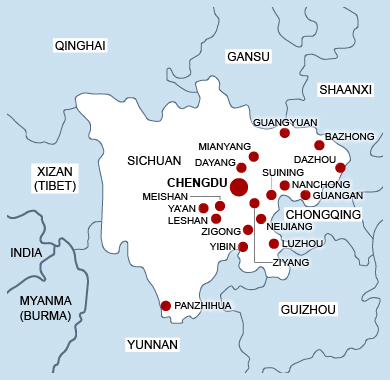 QINGHAI
GANSU
SHAANXI
GUANGYUAN
BAZHONG
MIANYANG
DAZHOU
SICHUAN
DAYANG
SUINING
XIZAN
(TIBET)
CHENGDU
NANCHONG
MEISHAN
GUANGAN
YA'AN
CHONGQING
LESHAN
NEIJIANG
ZIGONG
YIBIN
LUZHOU
INDIA
ZIYANG
MYANMA
(BURMA)
PANZHIHUA
GUIZHOU
YUNNAN